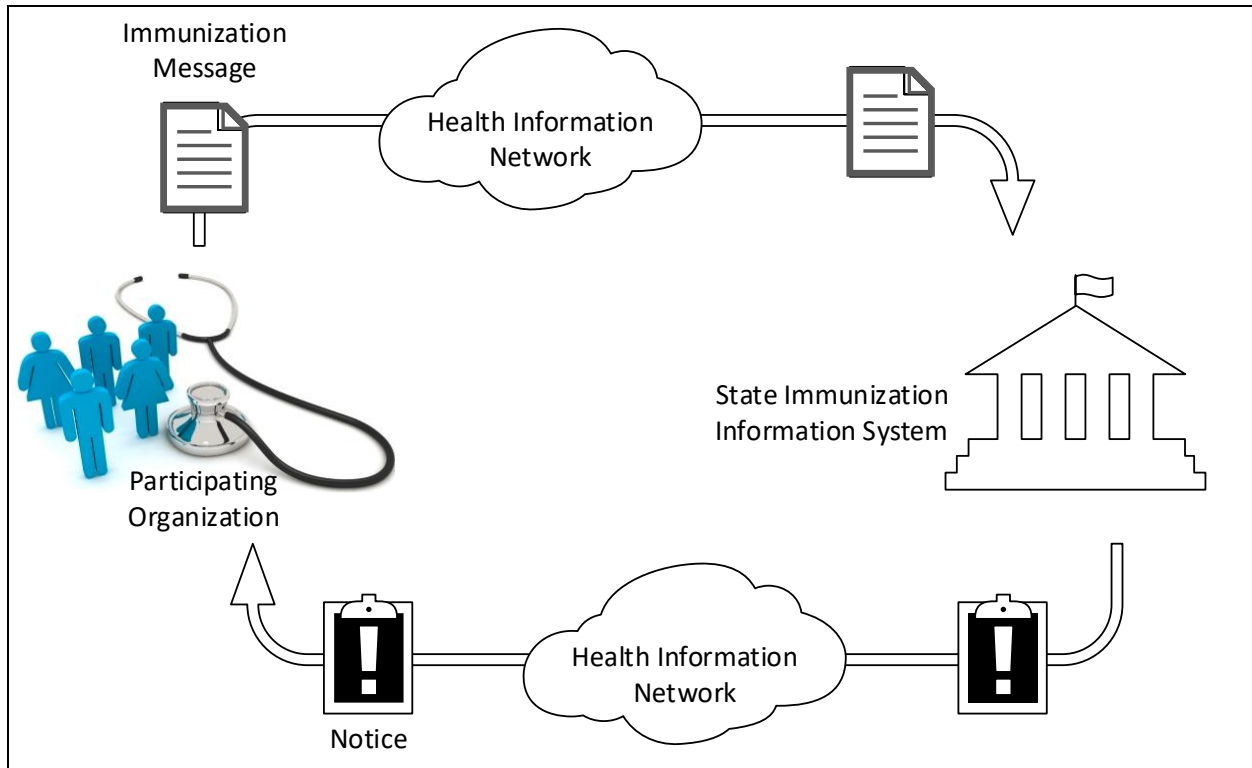 Immunization
Message
Health Information
Network
State Immunization
Information System
Participating
Organization
Health Information
Network
Notice